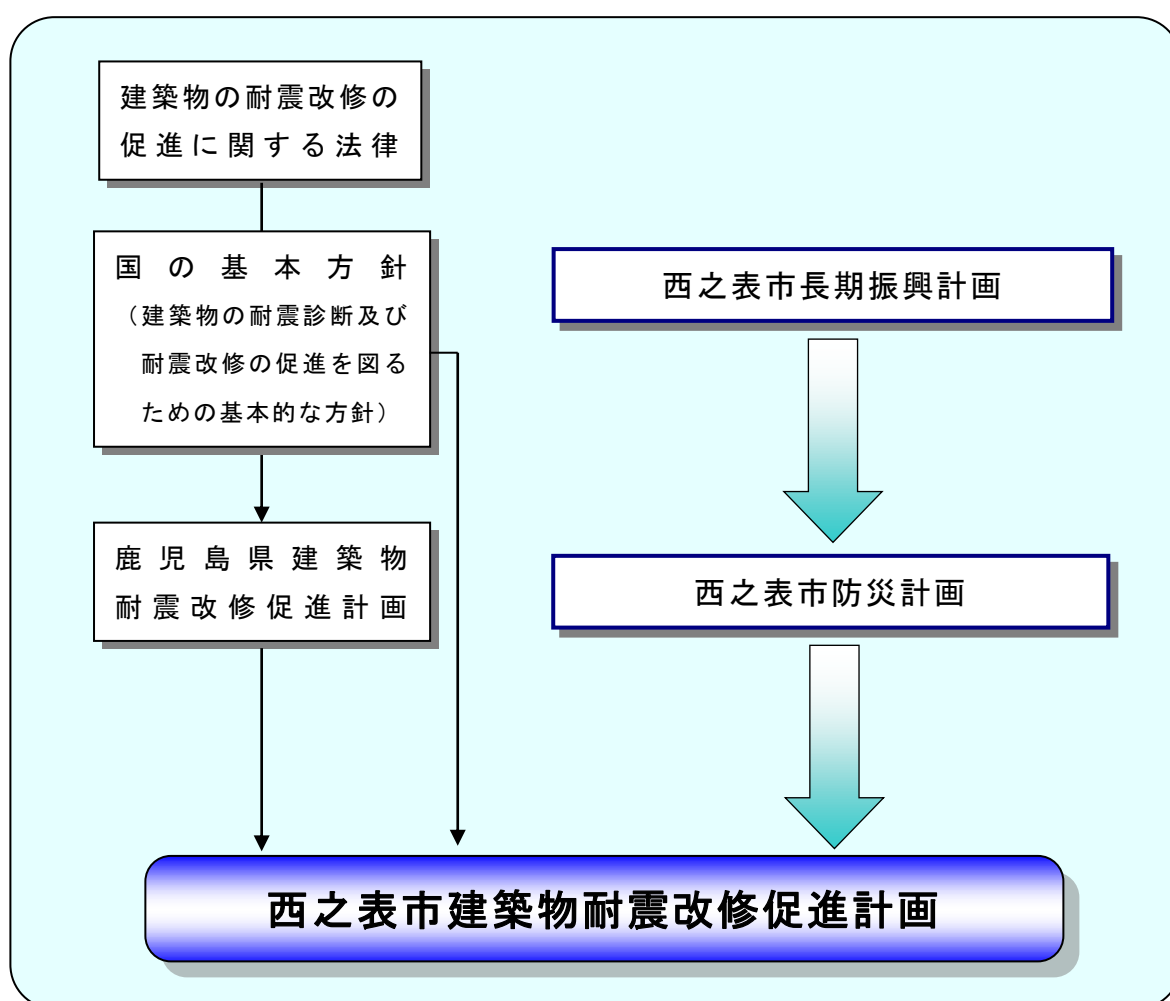 建築物の耐震改修の
促進に関する法律
国の基本方針
（建築物の耐震診断及び
耐震改修の促進を図る
ための基本的な方針）
鹿児島県建築物
耐震改修促進計画
西之表市長期振興計画
西之表市防災計画
西之表市建築物耐震改修促進計画